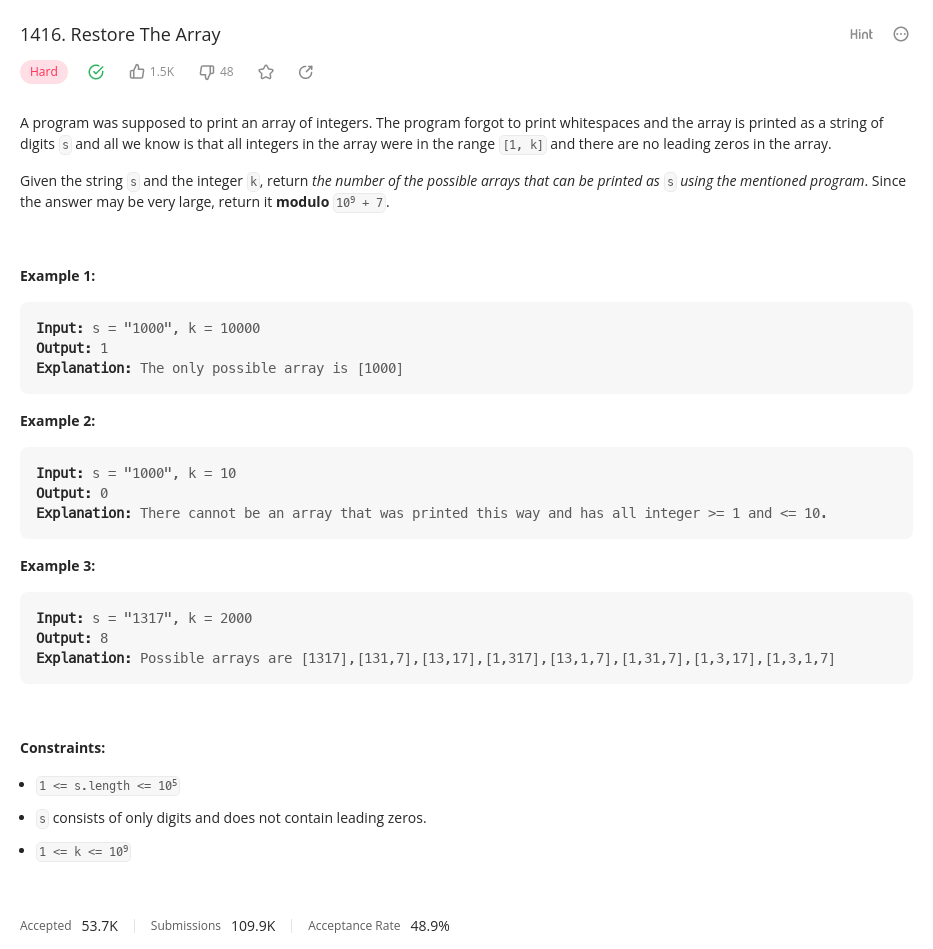 1416. Restore The Array
Hint
Hard
1.5K
48
A program was supposed to print an array of integers. The program forgot to print whitespaces and the array is printed as a string of
digits s and all we know is that all integers in the array were in the range [1, k] and there are no leading zeros in the array.
Given the string s and the integer k, return the number of the possible arrays that can be printed as s using the mentioned program. Since
the answer may be very large, return it modulo 10⁹ + 7.
Example 1:
Input: s = "1000", k = 10000
Output: 1
Explanation: The only possible array is [1000]
Example 2:
Input: s = "1000", k = 10
Output: 0
Explanation: There cannot be an array that was printed this way and has all integer >= 1 and <= 10.
Example 3:
Input: s = "1317", k = 2000
Output: 8
Explanation: Possible arrays are [1317],[131,7],[13,17],[1,317],[13,1,7],[1,31,7],[1,3,17],[1,3,1,7]
Constraints:
1 <= s.length <= 10⁵
s consists of only digits and does not contain leading zeros.
1 <= k <= 10⁹
Accepted 53.7K Submissions 109.9K Acceptance Rate 48.9%